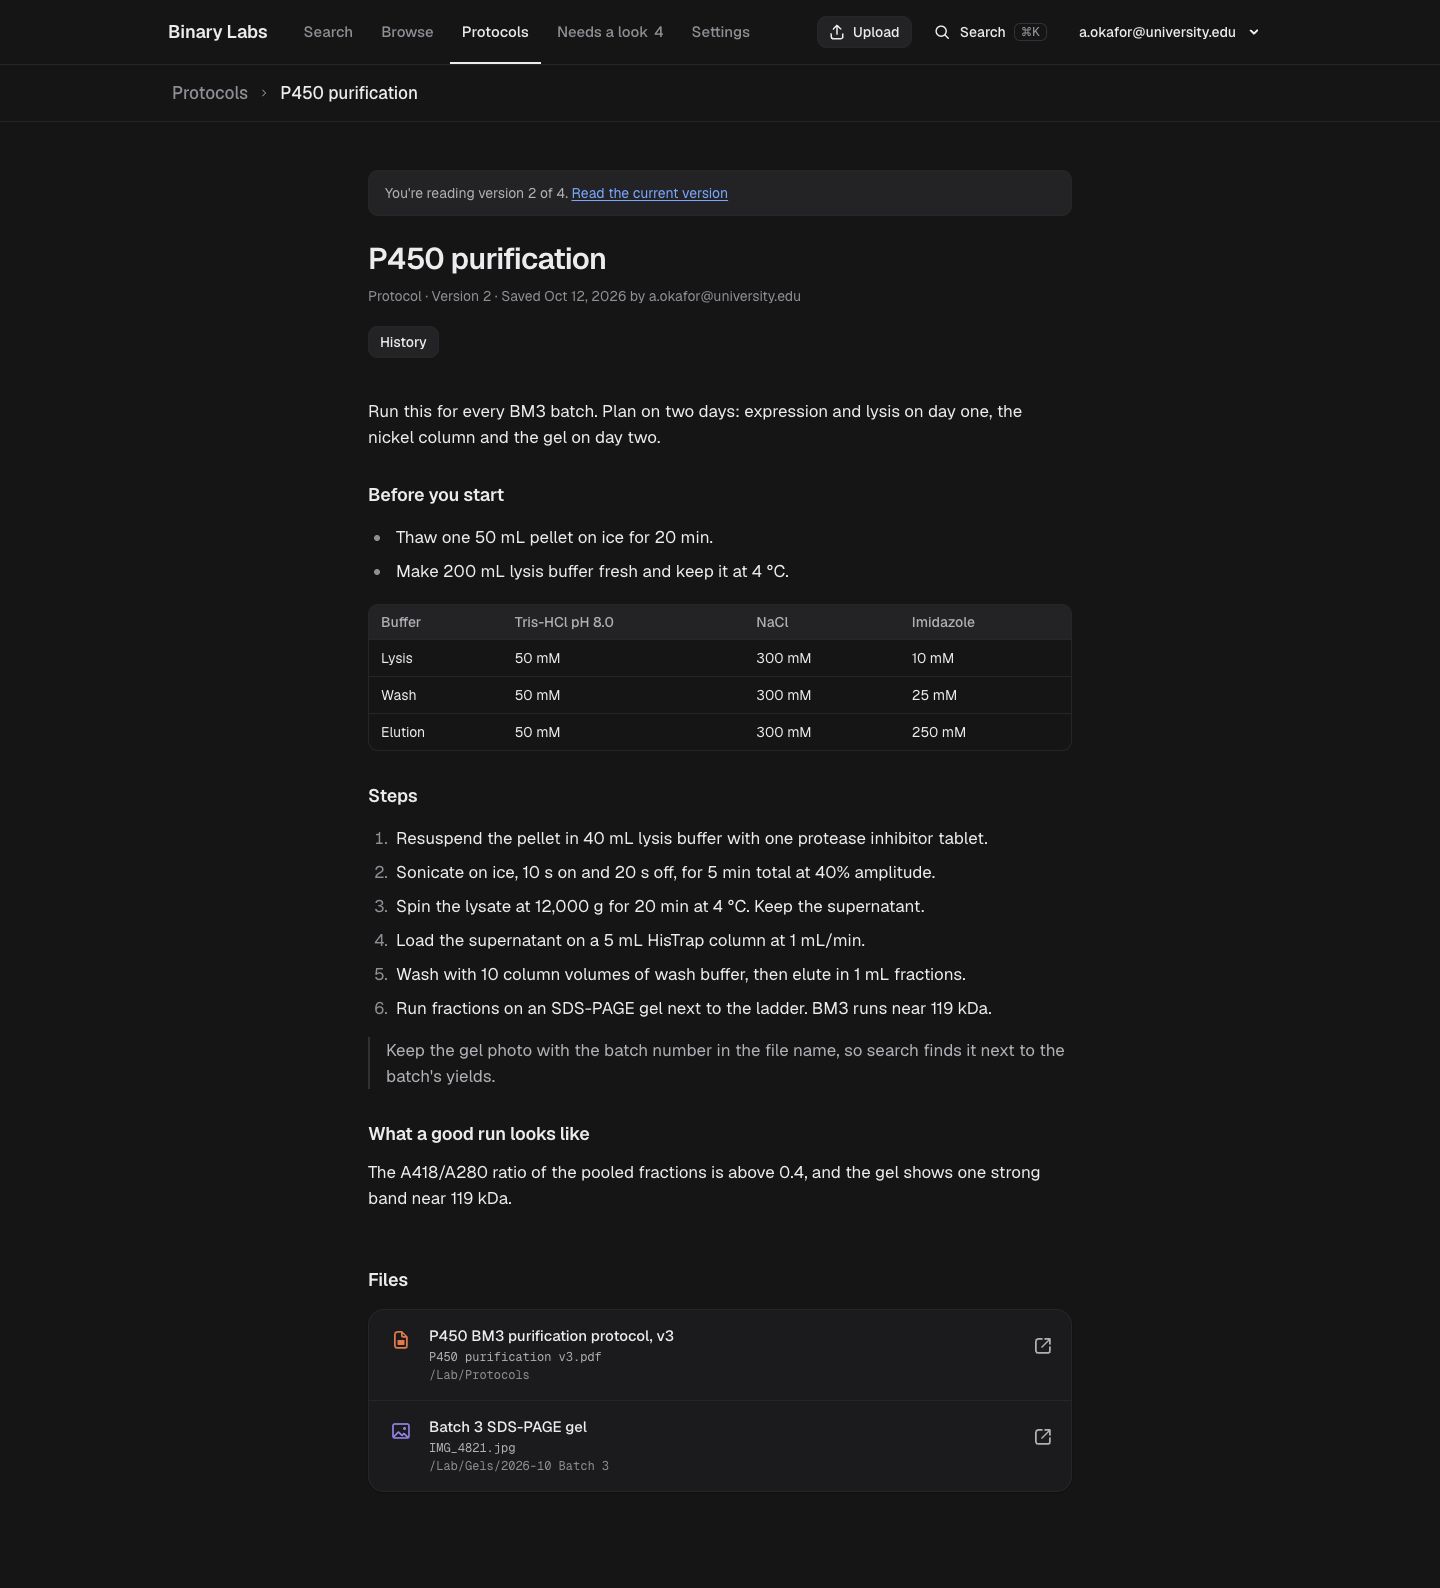 Binary Labs Search Browse Protocols Needs a look 4 Settings Upload Search ⌘K a.okafor@university.edu
Protocols › P450 purification
You're reading version 2 of 4. Read the current version
P450 purification
Protocol · Version 2 · Saved Oct 12, 2026 by a.okafor@university.edu
History
Run this for every BM3 batch. Plan on two days: expression and lysis on day one, the
nickel column and the gel on day two.
Before you start
• Thaw one 50 mL pellet on ice for 20 min.
• Make 200 mL lysis buffer fresh and keep it at 4 °C.
Buffer Tris-HCl pH 8.0 NaCl Imidazole
Lysis 50 mM 300 mM 10 mM
Wash 50 mM 300 mM 25 mM
Elution 50 mM 300 mM 250 mM
Steps
1. Resuspend the pellet in 40 mL lysis buffer with one protease inhibitor tablet.
2. Sonicate on ice, 10 s on and 20 s off, for 5 min total at 40% amplitude.
3. Spin the lysate at 12,000 g for 20 min at 4 °C. Keep the supernatant.
4. Load the supernatant on a 5 mL HisTrap column at 1 mL/min.
5. Wash with 10 column volumes of wash buffer, then elute in 1 mL fractions.
6. Run fractions on an SDS-PAGE gel next to the ladder. BM3 runs near 119 kDa.
Keep the gel photo with the batch number in the file name, so search finds it next to the
batch's yields.
What a good run looks like
The A418/A280 ratio of the pooled fractions is above 0.4, and the gel shows one strong
band near 119 kDa.
Files
P450 BM3 purification protocol, v3
P450 purification v3.pdf
/Lab/Protocols
Batch 3 SDS-PAGE gel
IMG_4821.jpg
/Lab/Gels/2026-10 Batch 3